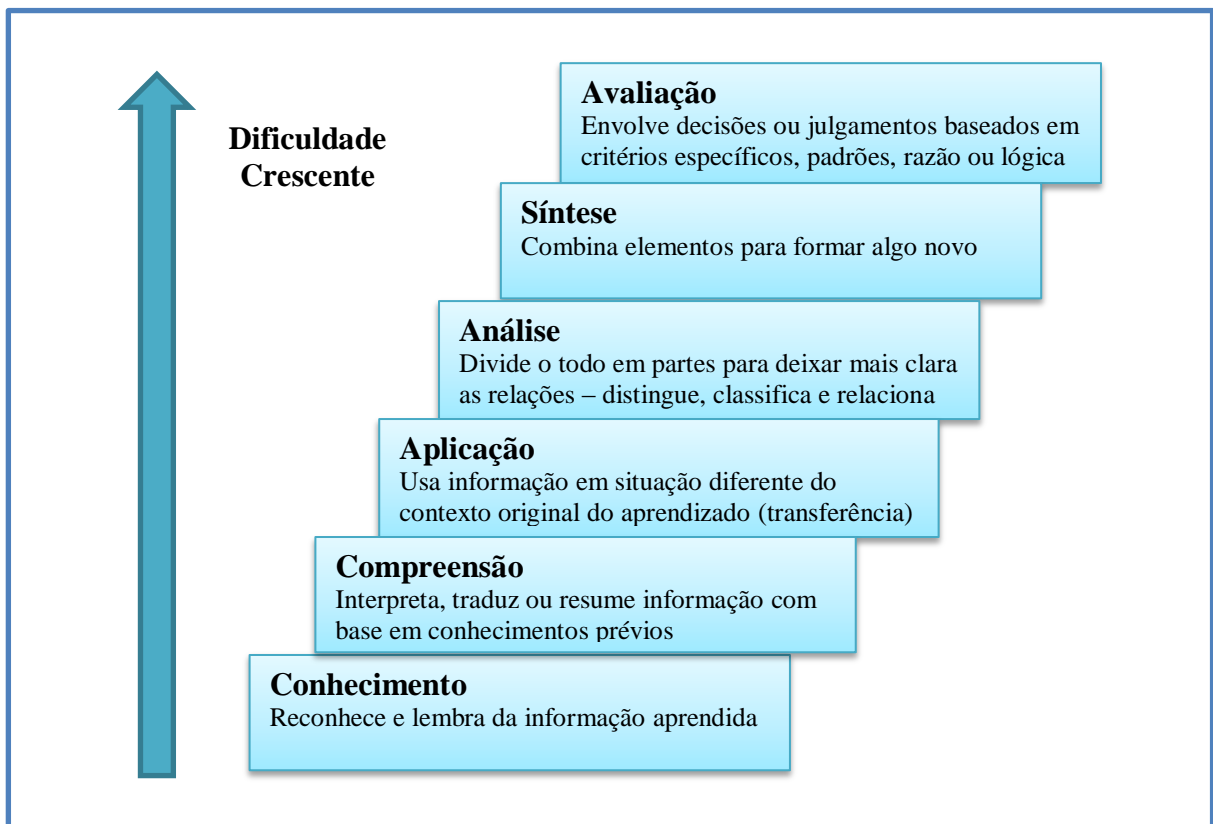 Dificuldade
Crescente
Avaliação
Envolve decisões ou julgamentos baseados em
critérios específicos, padrões, razão ou lógica
Síntese
Combina elementos para formar algo novo
Análise
Divide o todo em partes para deixar mais clara
as relações – distingue, classifica e relaciona
Aplicação
Usa informação em situação diferente do
contexto original do aprendizado (transferência)
Compreensão
Interpreta, traduz ou resume informação com
base em conhecimentos prévios
Conhecimento
Reconhece e lembra da informação aprendida